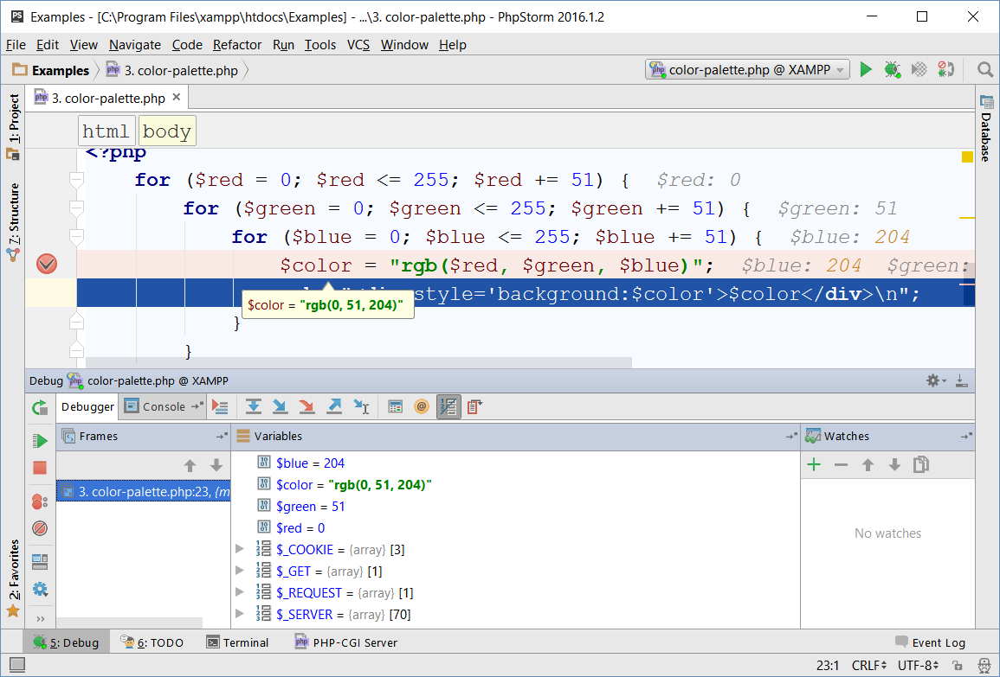 PS Examples - [C:\Program Files\xampp\htdocs\Examples] - ...\3. color-palette.php - PhpStorm 2016.1.2
File Edit View Navigate Code Refactor Run Tools VCS Window Help
Examples php 3. color-palette.php php color-palette.php @ XAMPP
1: Project
7: Structure
2: Favorites
php 3. color-palette.php
Database
html body
<?php
for ($red = 0; $red <= 255; $red += 51) { $red: 0
for ($green = 0; $green <= 255; $green += 51) { $green: 51
for ($blue = 0; $blue <= 255; $blue += 51) { $blue: 204
$color = "rgb($red, $green, $blue)"; $blue: 204 $green:
style='background:$color'>$color</div>\n";
$color = "rgb(0, 51, 204)"
}
}
Debug php color-palette.php @ XAMPP
Debugger Console
Frames Variables Watches
3. color-palette.php:23, {m
$blue = 204
$color = "rgb(0, 51, 204)"
$green = 51
$red = 0
$_COOKIE = {array} [3]
$_GET = {array} [1]
$_REQUEST = {array} [1]
$_SERVER = {array} [70]
No watches
5: Debug 6: TODO Terminal php PHP-CGI Server Event Log
23:1 CRLF UTF-8